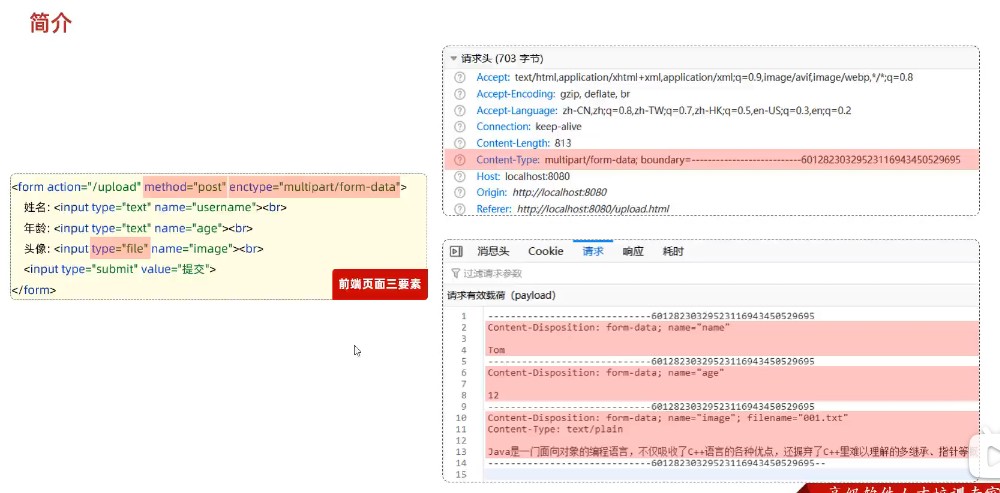 简介
<form action="/upload" method="post" enctype="multipart/form-data">
姓名: <input type="text" name="username"><br>
年龄: <input type="text" name="age"><br>
头像: <input type="file" name="image"><br>
<input type="submit" value="提交">
</form>
前端页面三要素
请求头 (703 字节)
Accept: text/html,application/xhtml+xml,application/xml;q=0.9,image/avif,image/webp,*/*;q=0.8
Accept-Encoding: gzip, deflate, br
Accept-Language: zh-CN,zh;q=0.8,zh-TW;q=0.7,zh-HK;q=0.5,en-US;q=0.3,en;q=0.2
Connection: keep-alive
Content-Length: 813
Content-Type: multipart/form-data; boundary=---------------------------60128230329523116943450529695
Host: localhost:8080
Origin: http://localhost:8080
Referer: http://localhost:8080/upload.html
消息头 Cookie 请求 响应 耗时
过滤请求参数
请求有效载荷 (payload)
1 -----------------------------60128230329523116943450529695
2 Content-Disposition: form-data; name="name"
3
4 Tom
5 -----------------------------60128230329523116943450529695
6 Content-Disposition: form-data; name="age"
7
8 12
9 -----------------------------60128230329523116943450529695
10 Content-Disposition: form-data; name="image"; filename="001.txt"
11 Content-Type: text/plain
12
13 Java是一门面向对象的编程语言，不仅吸收了C++语言的各种优点，还摒弃了C++里难以理解的多继承、指针等
14 -----------------------------60128230329523116943450529695--
15
高级软件人才培训专家